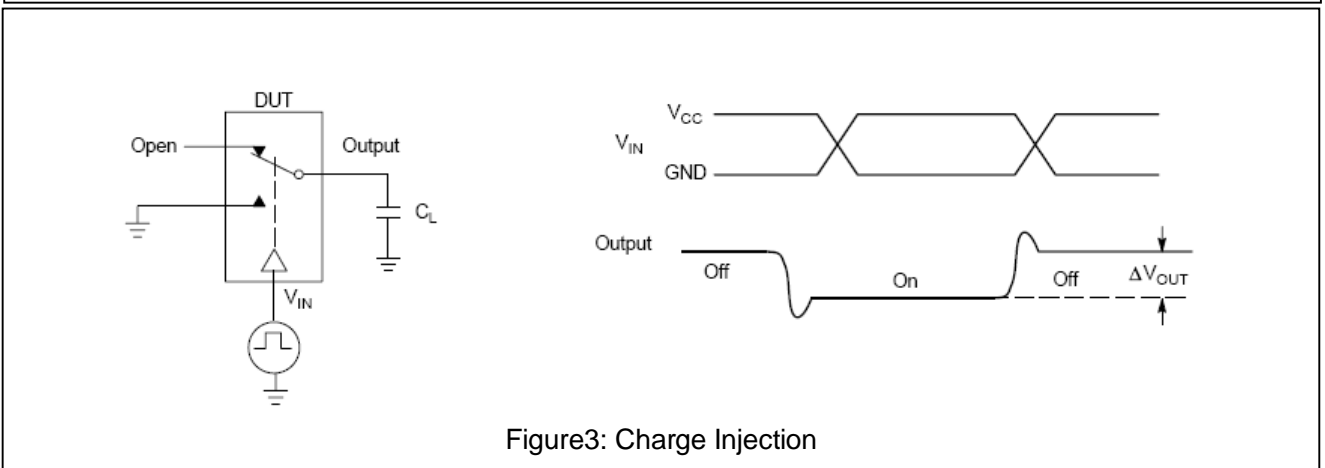 DUT
Open
Output
C_L
V_IN
V_CC
V_IN
GND
Output
Off
On
Off
ΔV_OUT
Figure3: Charge Injection